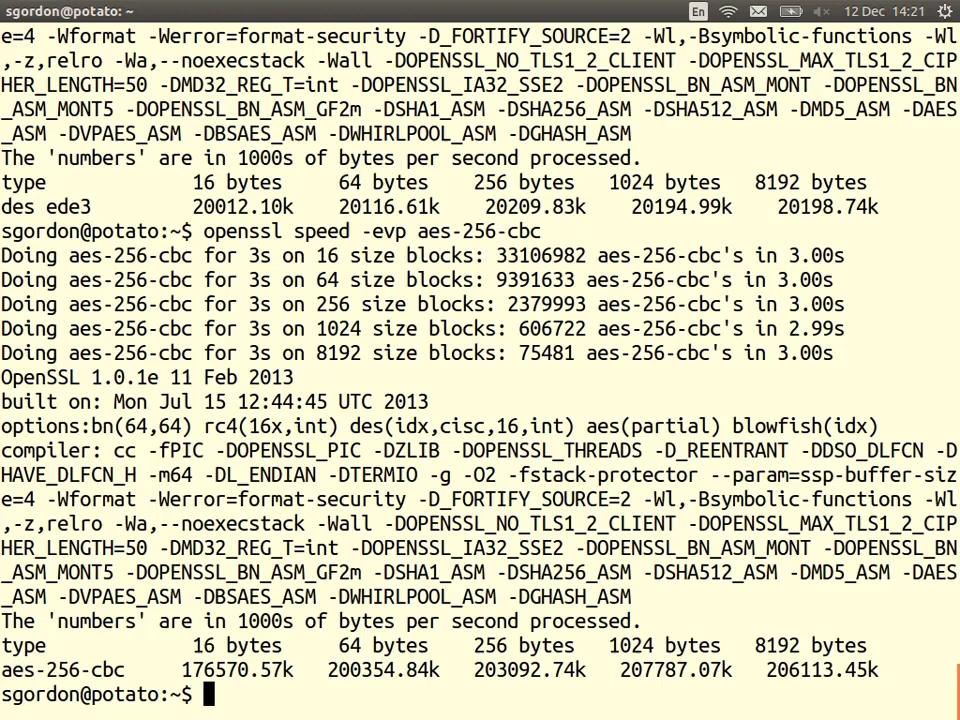 sgordon@potato: ~ En 12 Dec 14:21
e=4 -Wformat -Werror=format-security -D_FORTIFY_SOURCE=2 -Wl,-Bsymbolic-functions -Wl
,-z,relro -Wa,--noexecstack -Wall -DOPENSSL_NO_TLS1_2_CLIENT -DOPENSSL_MAX_TLS1_2_CIP
HER_LENGTH=50 -DMD32_REG_T=int -DOPENSSL_IA32_SSE2 -DOPENSSL_BN_ASM_MONT -DOPENSSL_BN
_ASM_MONT5 -DOPENSSL_BN_ASM_GF2m -DSHA1_ASM -DSHA256_ASM -DSHA512_ASM -DMD5_ASM -DAES
_ASM -DVPAES_ASM -DBSAES_ASM -DWHIRLPOOL_ASM -DGHASH_ASM
The 'numbers' are in 1000s of bytes per second processed.
type 16 bytes 64 bytes 256 bytes 1024 bytes 8192 bytes
des ede3 20012.10k 20116.61k 20209.83k 20194.99k 20198.74k
sgordon@potato:~$ openssl speed -evp aes-256-cbc
Doing aes-256-cbc for 3s on 16 size blocks: 33106982 aes-256-cbc's in 3.00s
Doing aes-256-cbc for 3s on 64 size blocks: 9391633 aes-256-cbc's in 3.00s
Doing aes-256-cbc for 3s on 256 size blocks: 2379993 aes-256-cbc's in 3.00s
Doing aes-256-cbc for 3s on 1024 size blocks: 606722 aes-256-cbc's in 2.99s
Doing aes-256-cbc for 3s on 8192 size blocks: 75481 aes-256-cbc's in 3.00s
OpenSSL 1.0.1e 11 Feb 2013
built on: Mon Jul 15 12:44:45 UTC 2013
options:bn(64,64) rc4(16x,int) des(idx,cisc,16,int) aes(partial) blowfish(idx)
compiler: cc -fPIC -DOPENSSL_PIC -DZLIB -DOPENSSL_THREADS -D_REENTRANT -DDSO_DLFCN -D
HAVE_DLFCN_H -m64 -DL_ENDIAN -DTERMIO -g -O2 -fstack-protector --param=ssp-buffer-siz
e=4 -Wformat -Werror=format-security -D_FORTIFY_SOURCE=2 -Wl,-Bsymbolic-functions -Wl
,-z,relro -Wa,--noexecstack -Wall -DOPENSSL_NO_TLS1_2_CLIENT -DOPENSSL_MAX_TLS1_2_CIP
HER_LENGTH=50 -DMD32_REG_T=int -DOPENSSL_IA32_SSE2 -DOPENSSL_BN_ASM_MONT -DOPENSSL_BN
_ASM_MONT5 -DOPENSSL_BN_ASM_GF2m -DSHA1_ASM -DSHA256_ASM -DSHA512_ASM -DMD5_ASM -DAES
_ASM -DVPAES_ASM -DBSAES_ASM -DWHIRLPOOL_ASM -DGHASH_ASM
The 'numbers' are in 1000s of bytes per second processed.
type 16 bytes 64 bytes 256 bytes 1024 bytes 8192 bytes
aes-256-cbc 176570.57k 200354.84k 203092.74k 207787.07k 206113.45k
sgordon@potato:~$